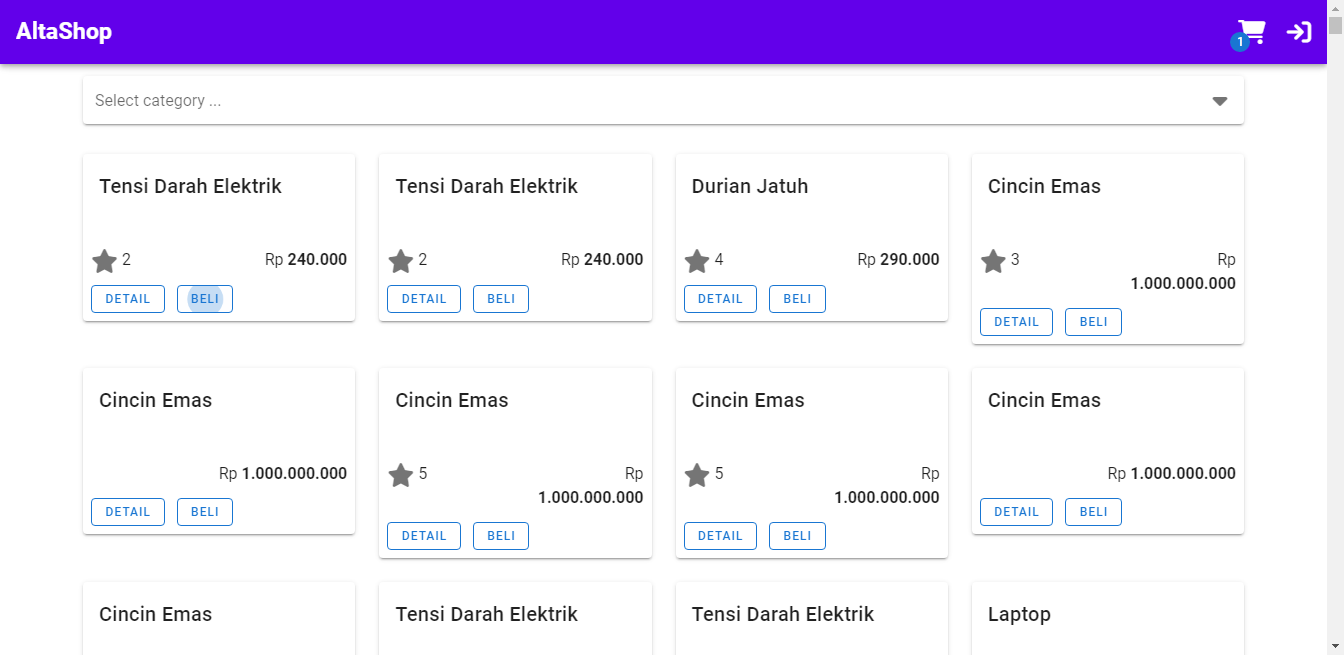 AltaShop
1
Select category ...
Tensi Darah Elektrik
2
Rp 240.000
DETAIL
BELI
Tensi Darah Elektrik
2
Rp 240.000
DETAIL
BELI
Durian Jatuh
4
Rp 290.000
DETAIL
BELI
Cincin Emas
3
Rp
1.000.000.000
DETAIL
BELI
Cincin Emas
Rp 1.000.000.000
DETAIL
BELI
Cincin Emas
5
Rp
1.000.000.000
DETAIL
BELI
Cincin Emas
5
Rp
1.000.000.000
DETAIL
BELI
Cincin Emas
Rp 1.000.000.000
DETAIL
BELI
Cincin Emas
Tensi Darah Elektrik
Tensi Darah Elektrik
Laptop